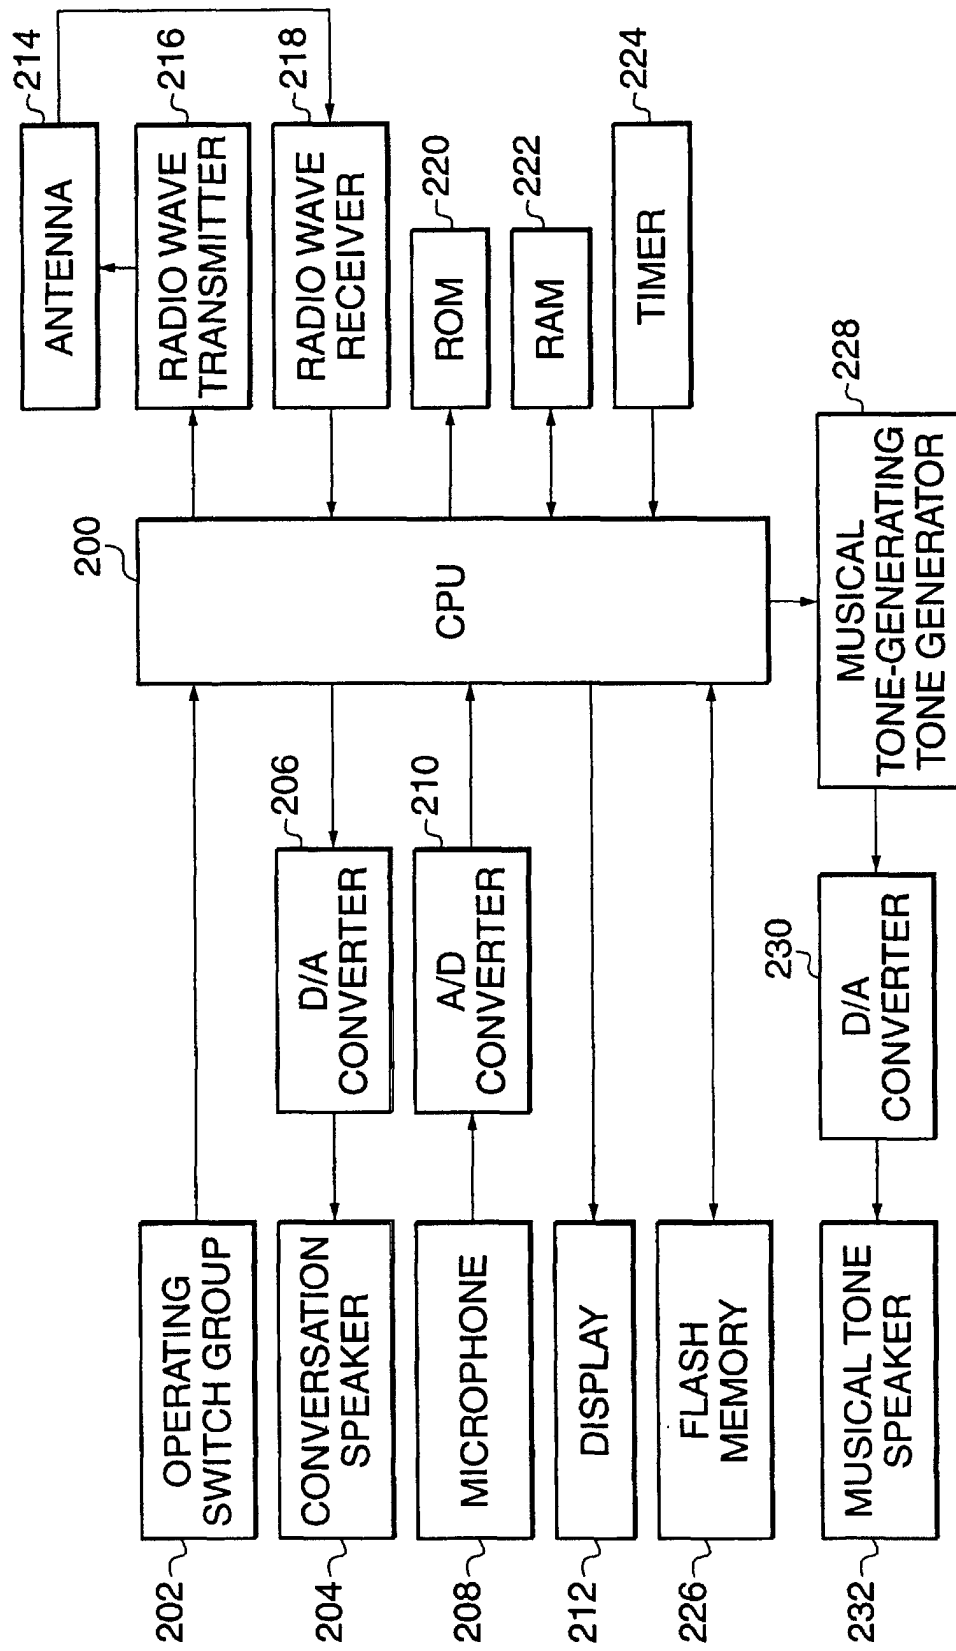 202
OPERATING
SWITCH GROUP
204
CONVERSATION
SPEAKER
206
D/A
CONVERTER
208
MICROPHONE
210
A/D
CONVERTER
212
DISPLAY
226
FLASH
MEMORY
200
CPU
214
ANTENNA
216
RADIO WAVE
TRANSMITTER
218
RADIO WAVE
RECEIVER
220
ROM
222
RAM
224
TIMER
228
MUSICAL
TONE-GENERATING
TONE GENERATOR
230
D/A
CONVERTER
232
MUSICAL TONE
SPEAKER